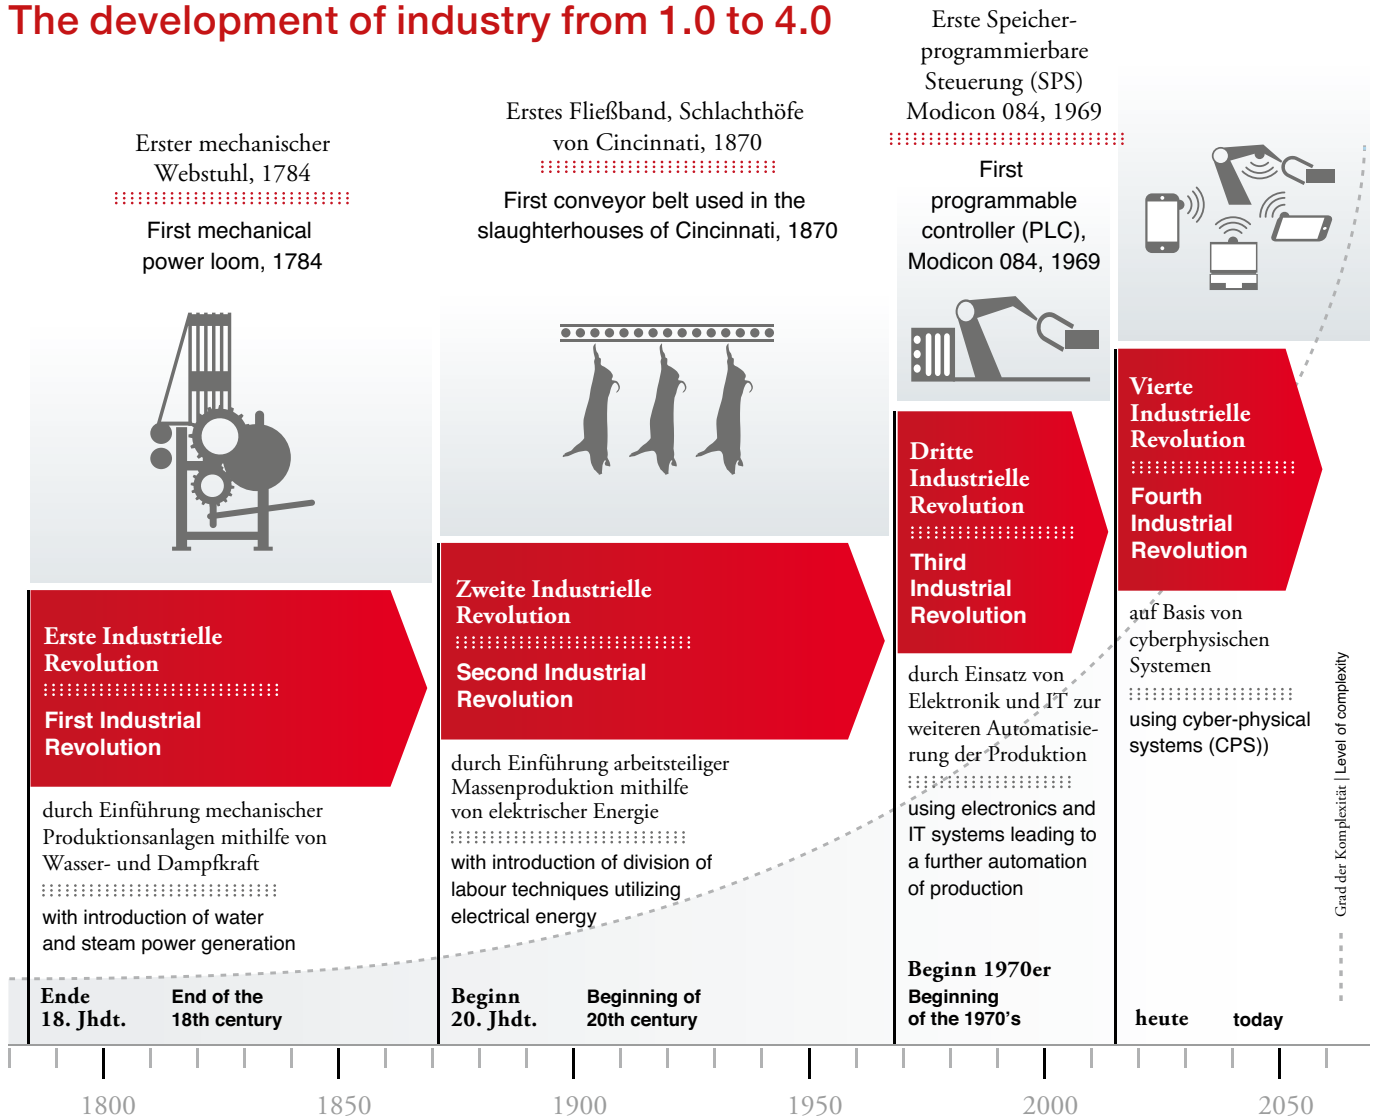 The development of industry from 1.0 to 4.0
Erster mechanischer
Webstuhl, 1784
First mechanical
power loom, 1784
Erste Industrielle
Revolution
First Industrial
Revolution
durch Einführung mechanischer
Produktionsanlagen mithilfe von
Wasser- und Dampfkraft
with introduction of water
and steam power generation
Ende
18. Jhdt.
End of the
18th century
Erstes Fließband, Schlachthöfe
von Cincinnati, 1870
First conveyor belt used in the
slaughterhouses of Cincinnati, 1870
Zweite Industrielle
Revolution
Second Industrial
Revolution
durch Einführung arbeitsteiliger
Massenproduktion mithilfe
von elektrischer Energie
with introduction of division of
labour techniques utilizing
electrical energy
Beginn
20. Jhdt.
Beginning of
20th century
Erste Speicher-
programmierbare
Steuerung (SPS)
Modicon 084, 1969
First
programmable
controller (PLC),
Modicon 084, 1969
Dritte
Industrielle
Revolution
Third
Industrial
Revolution
durch Einsatz von
Elektronik und IT zur
weiteren Automatisie-
rung der Produktion
using electronics and
IT systems leading to
a further automation
of production
Beginn 1970er
Beginning
of the 1970's
Vierte
Industrielle
Revolution
Fourth
Industrial
Revolution
auf Basis von
cyberphysischen
Systemen
using cyber-physical
systems (CPS))
heute
today
Grad der Komplexität | Level of complexity
1800
1850
1900
1950
2000
2050